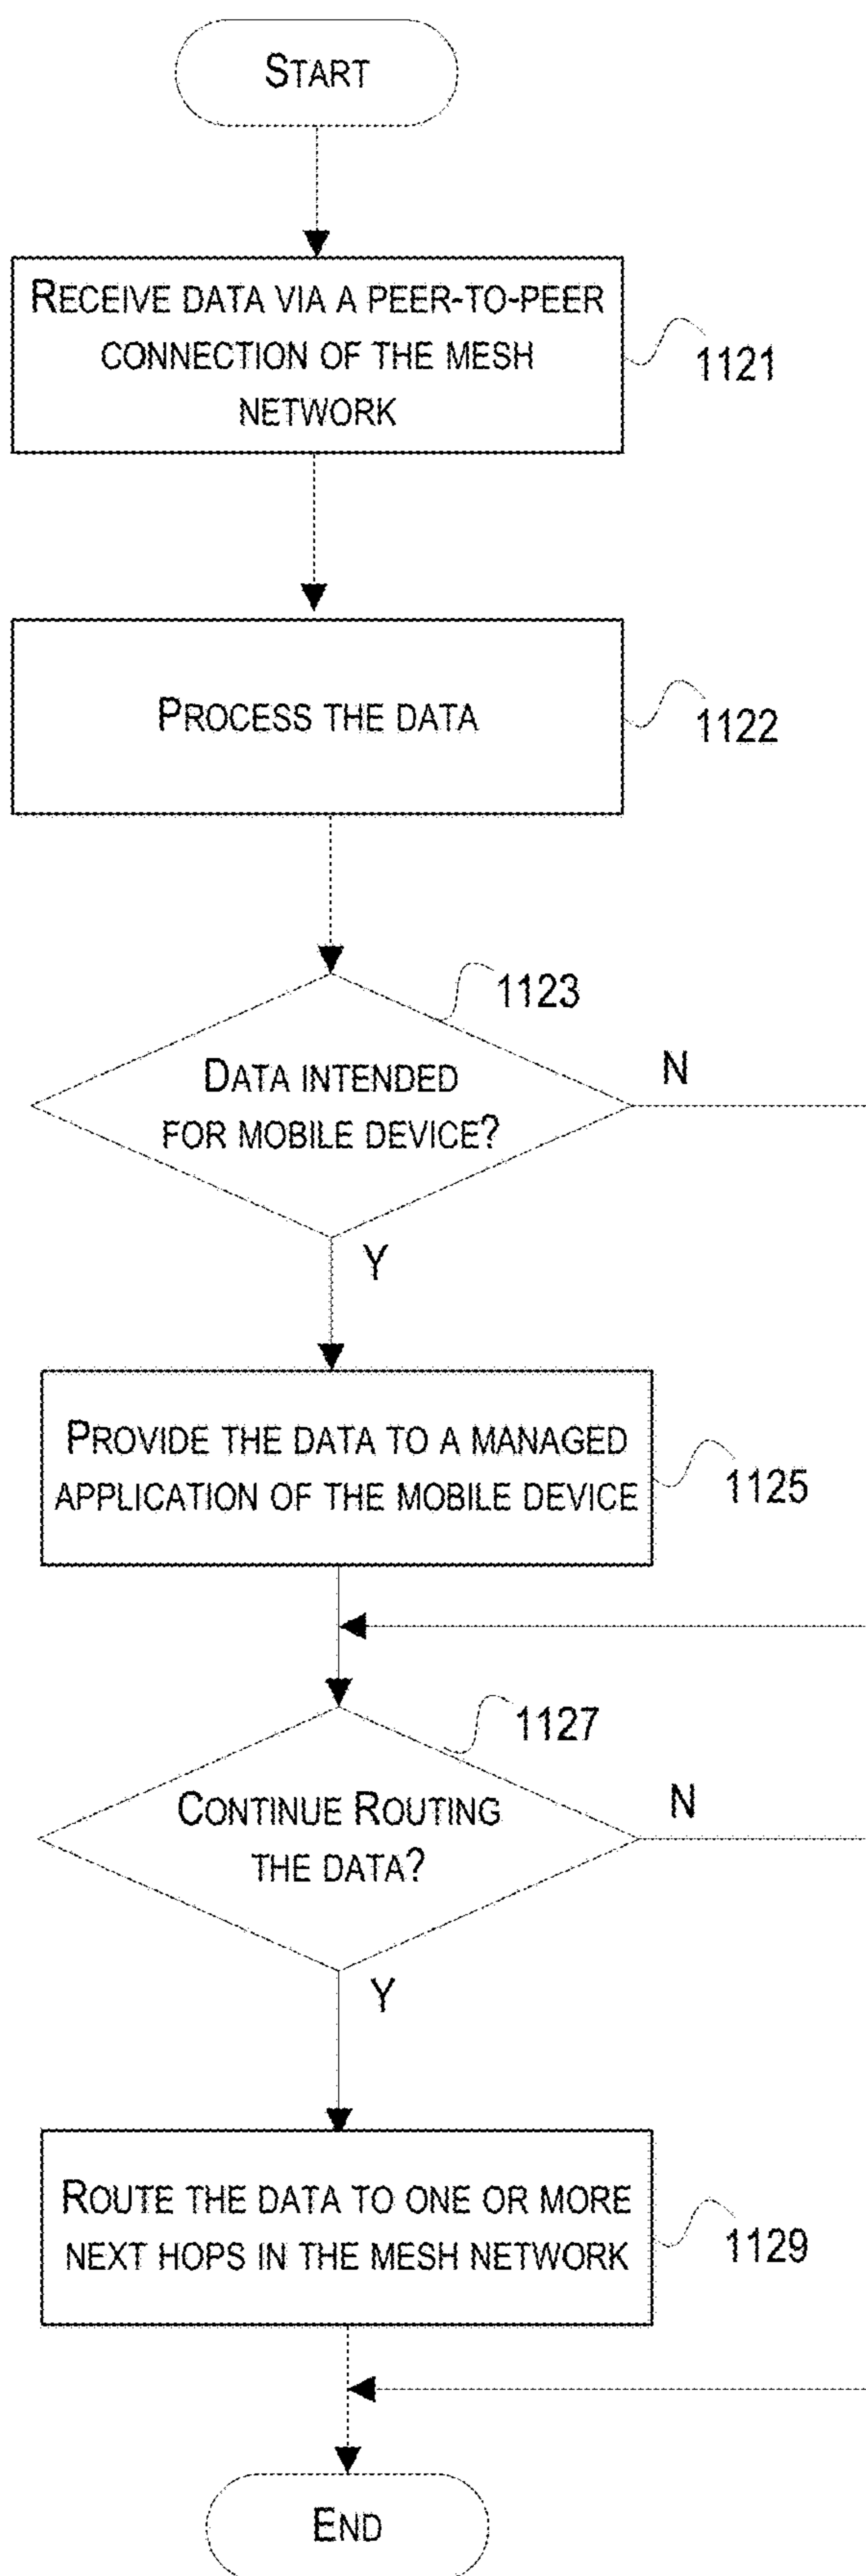 START
RECEIVE DATA VIA A PEER-TO-PEER
CONNECTION OF THE MESH
NETWORK
1121
PROCESS THE DATA
1122
1123
DATA INTENDED
FOR MOBILE DEVICE?
N
Y
PROVIDE THE DATA TO A MANAGED
APPLICATION OF THE MOBILE DEVICE
1125
1127
CONTINUE ROUTING
THE DATA?
N
Y
ROUTE THE DATA TO ONE OR MORE
NEXT HOPS IN THE MESH NETWORK
1129
END